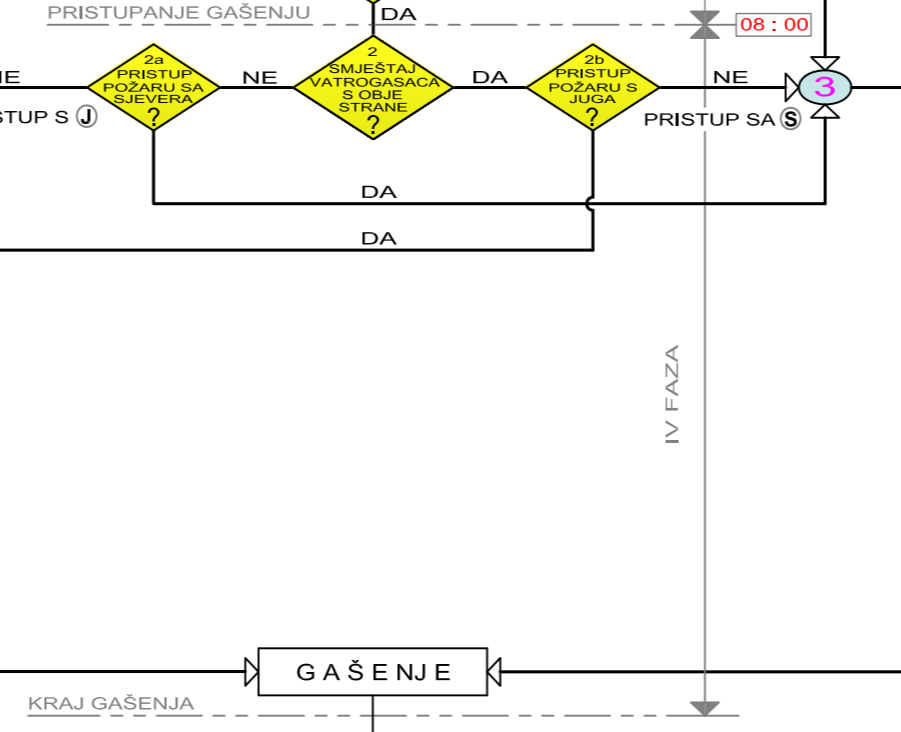 PRISTUPANJE GAŠENJU
DA
08 : 00
NE
2a
PRISTUP
POŽARU SA
SJEVERA
?
NE
2
SMJEŠTAJ
VATROGASACA
S OBJE
STRANE
?
DA
2b
PRISTUP
POŽARU S
JUGA
?
NE
3
STUP S J
PRISTUP SA S
DA
DA
IV FAZA
GAŠENJE
KRAJ GAŠENJA